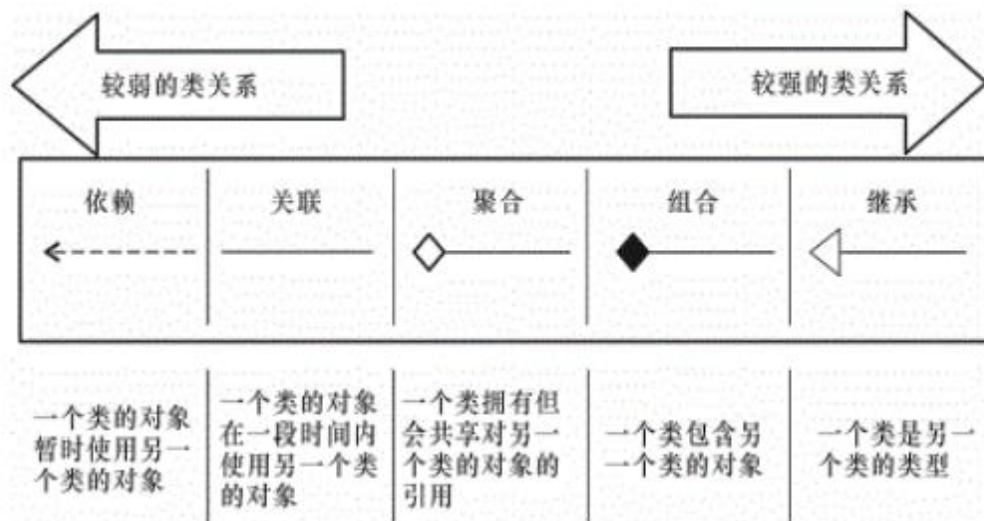 较弱的类关系
较强的类关系
依赖
关联
聚合
组合
继承
一个类的对象
暂时使用另一
个类的对象
一个类的对象
在一段时间内
使用另一个类
的对象
一个类拥有但
会共享对另一
个类的对象的
引用
一个类包含另
一个类的对象
一个类是另一
个类的类型